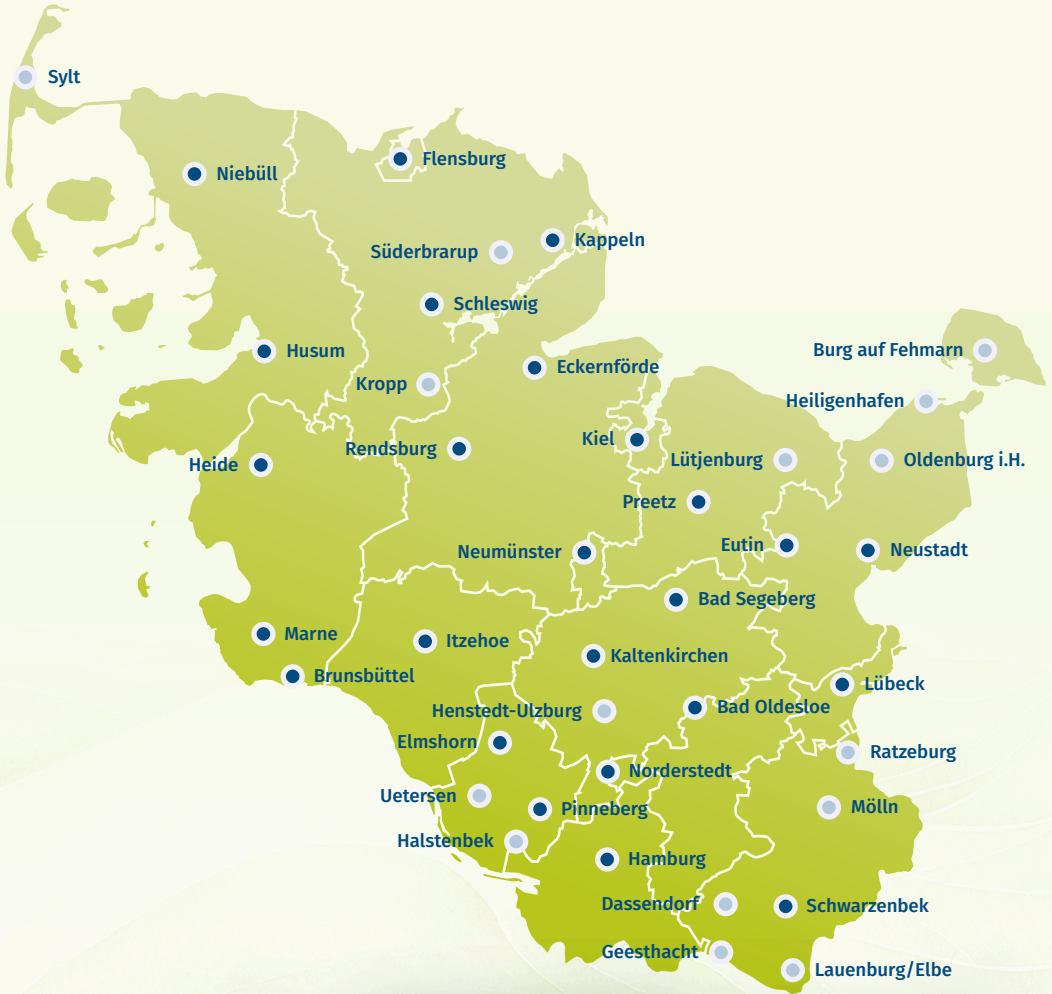 Sylt
Flensburg
Niebüll
Kappeln
Süderbrarup
Schleswig
Husum
Burg auf Fehmarn
Eckernförde
Kropp
Heiligenhafen
Kiel
Rendsburg
Lütjenburg
Oldenburg i.H.
Heide
Preetz
Eutin
Neumünster
Neustadt
Bad Segeberg
Marne
Itzehoe
Kaltenkirchen
Brunsbüttel
Lübeck
Bad Oldesloe
Henstedt-Ulzburg
Elmshorn
Ratzeburg
Norderstedt
Uetersen
Mölln
Pinneberg
Halstenbek
Hamburg
Dassendorf
Schwarzenbek
Geesthacht
Lauenburg/Elbe